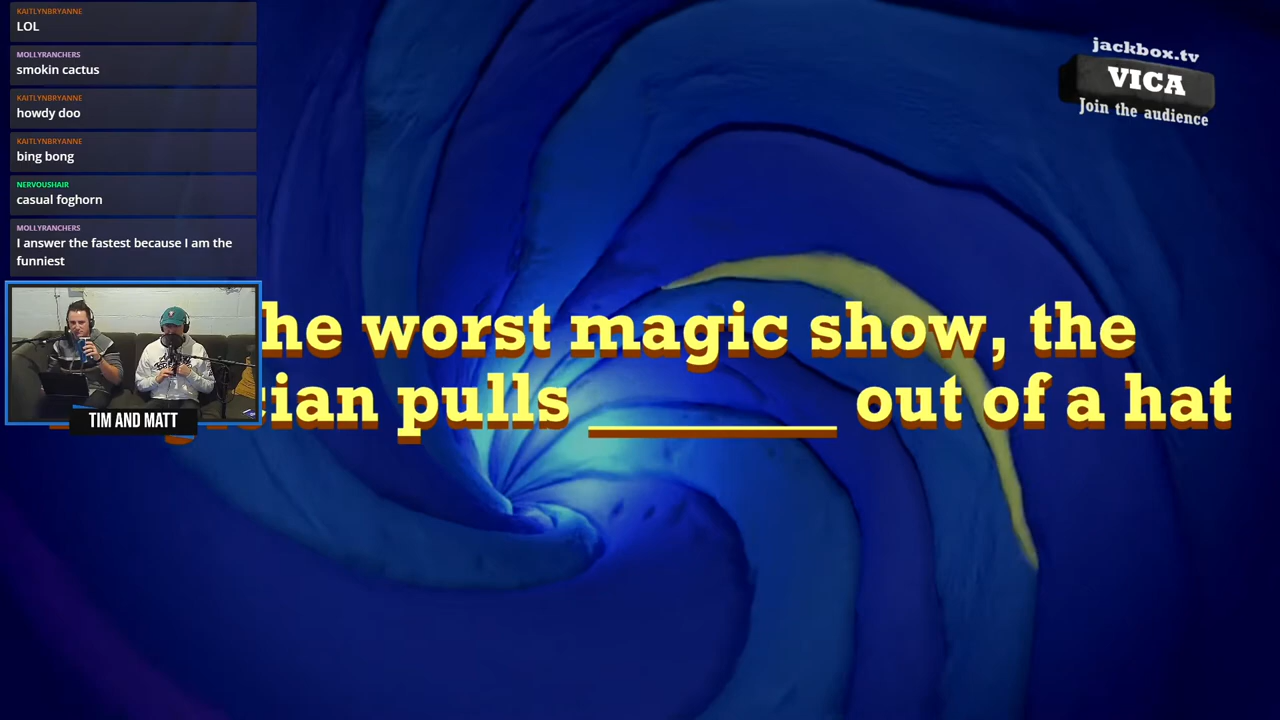 KAITLYNBRYANNE
LOL
MOLLYRANCHERS
smokin cactus
KAITLYNBRYANNE
howdy doo
KAITLYNBRYANNE
bing bong
NERVOUSHAIR
casual foghorn
MOLLYRANCHERS
I answer the fastest because I am the
funniest
TIM AND MATT
jackbox.tv
VICA
Join the audience
he worst magic show, the
ian pulls ________ out of a hat